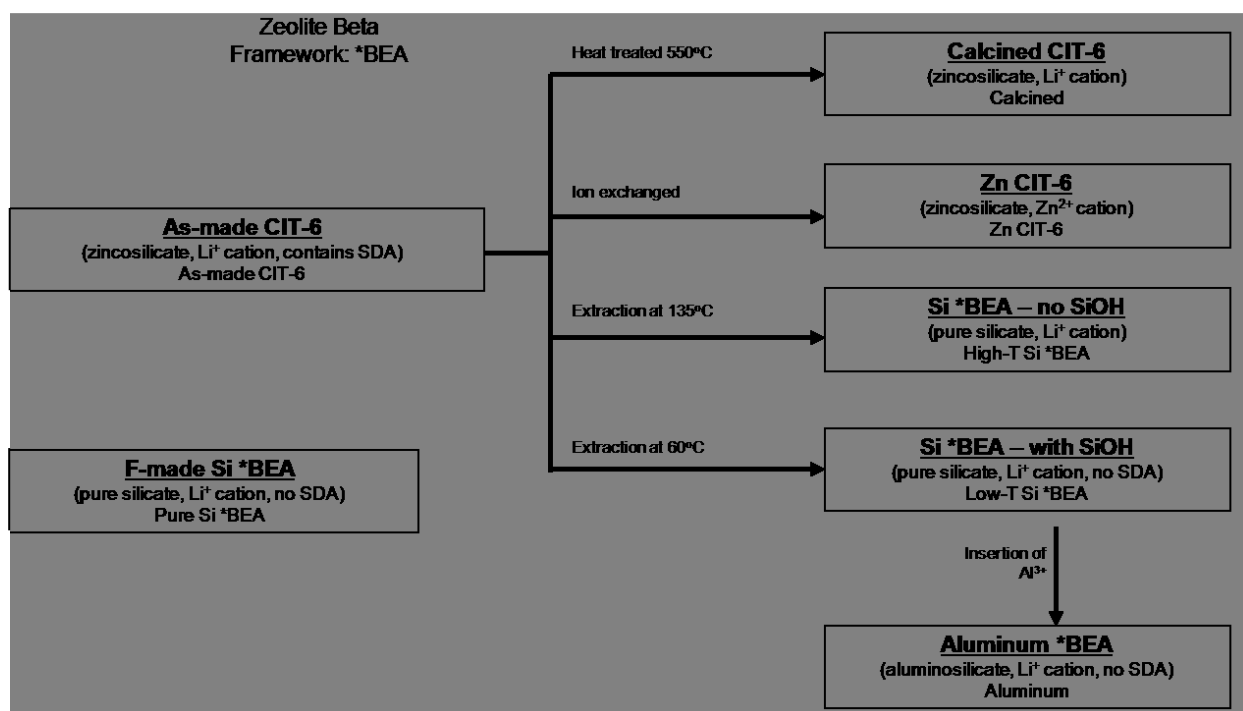 Zeolite Beta
Framework: *BEA
Heat treated 550°C
Calcined CIT-6
(zincosilicate, Li⁺ cation)
Calcined
Ion exchanged
Zn CIT-6
(zincosilicate, Zn²⁺ cation)
Zn CIT-6
As-made CIT-6
(zincosilicate, Li⁺ cation, contains SDA)
As-made CIT-6
Extraction at 135°C
Si *BEA – no SiOH
(pure silicate, Li⁺ cation)
High-T Si *BEA
Extraction at 60°C
Si *BEA – with SiOH
(pure silicate, Li⁺ cation, no SDA)
Low-T Si *BEA
F-made Si *BEA
(pure silicate, Li⁺ cation, no SDA)
Pure Si *BEA
Insertion of
Al³⁺
Aluminum *BEA
(aluminosilicate, Li⁺ cation, no SDA)
Aluminum